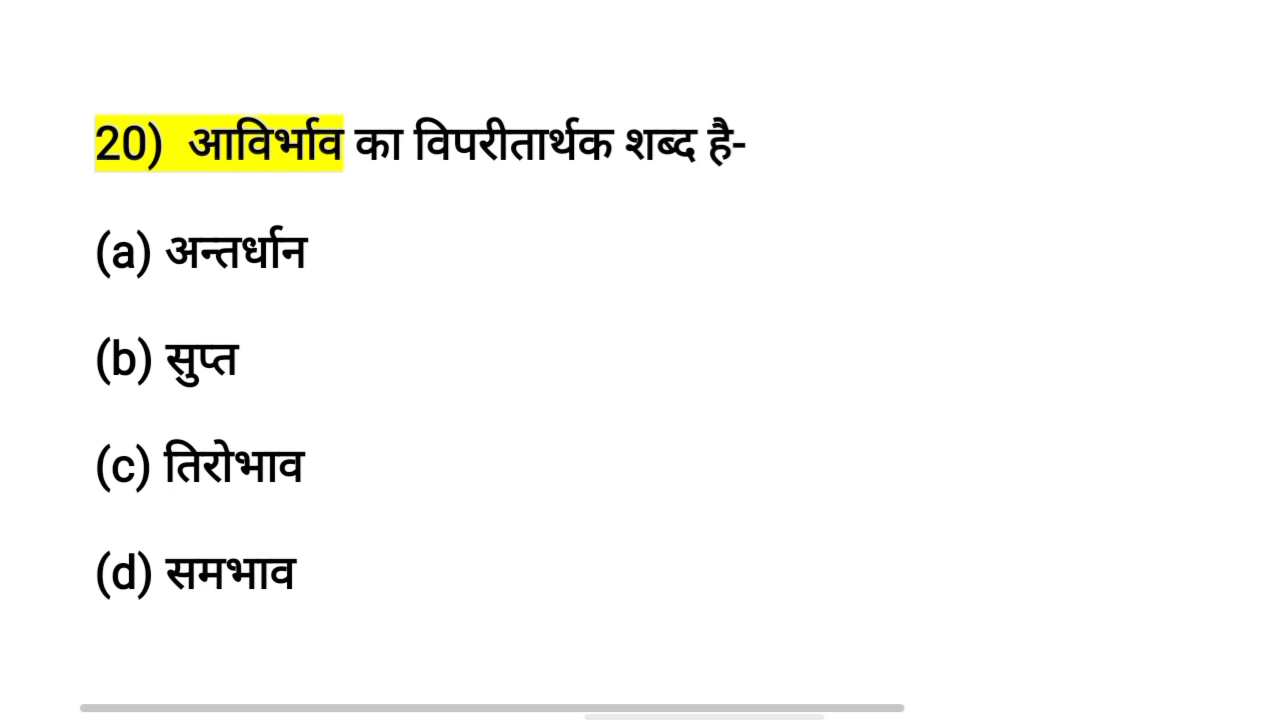 20) आविर्भाव का विपरीतार्थक शब्द है-
(a) अन्तर्धान
(b) सुप्त
(c) तिरोभाव
(d) समभाव